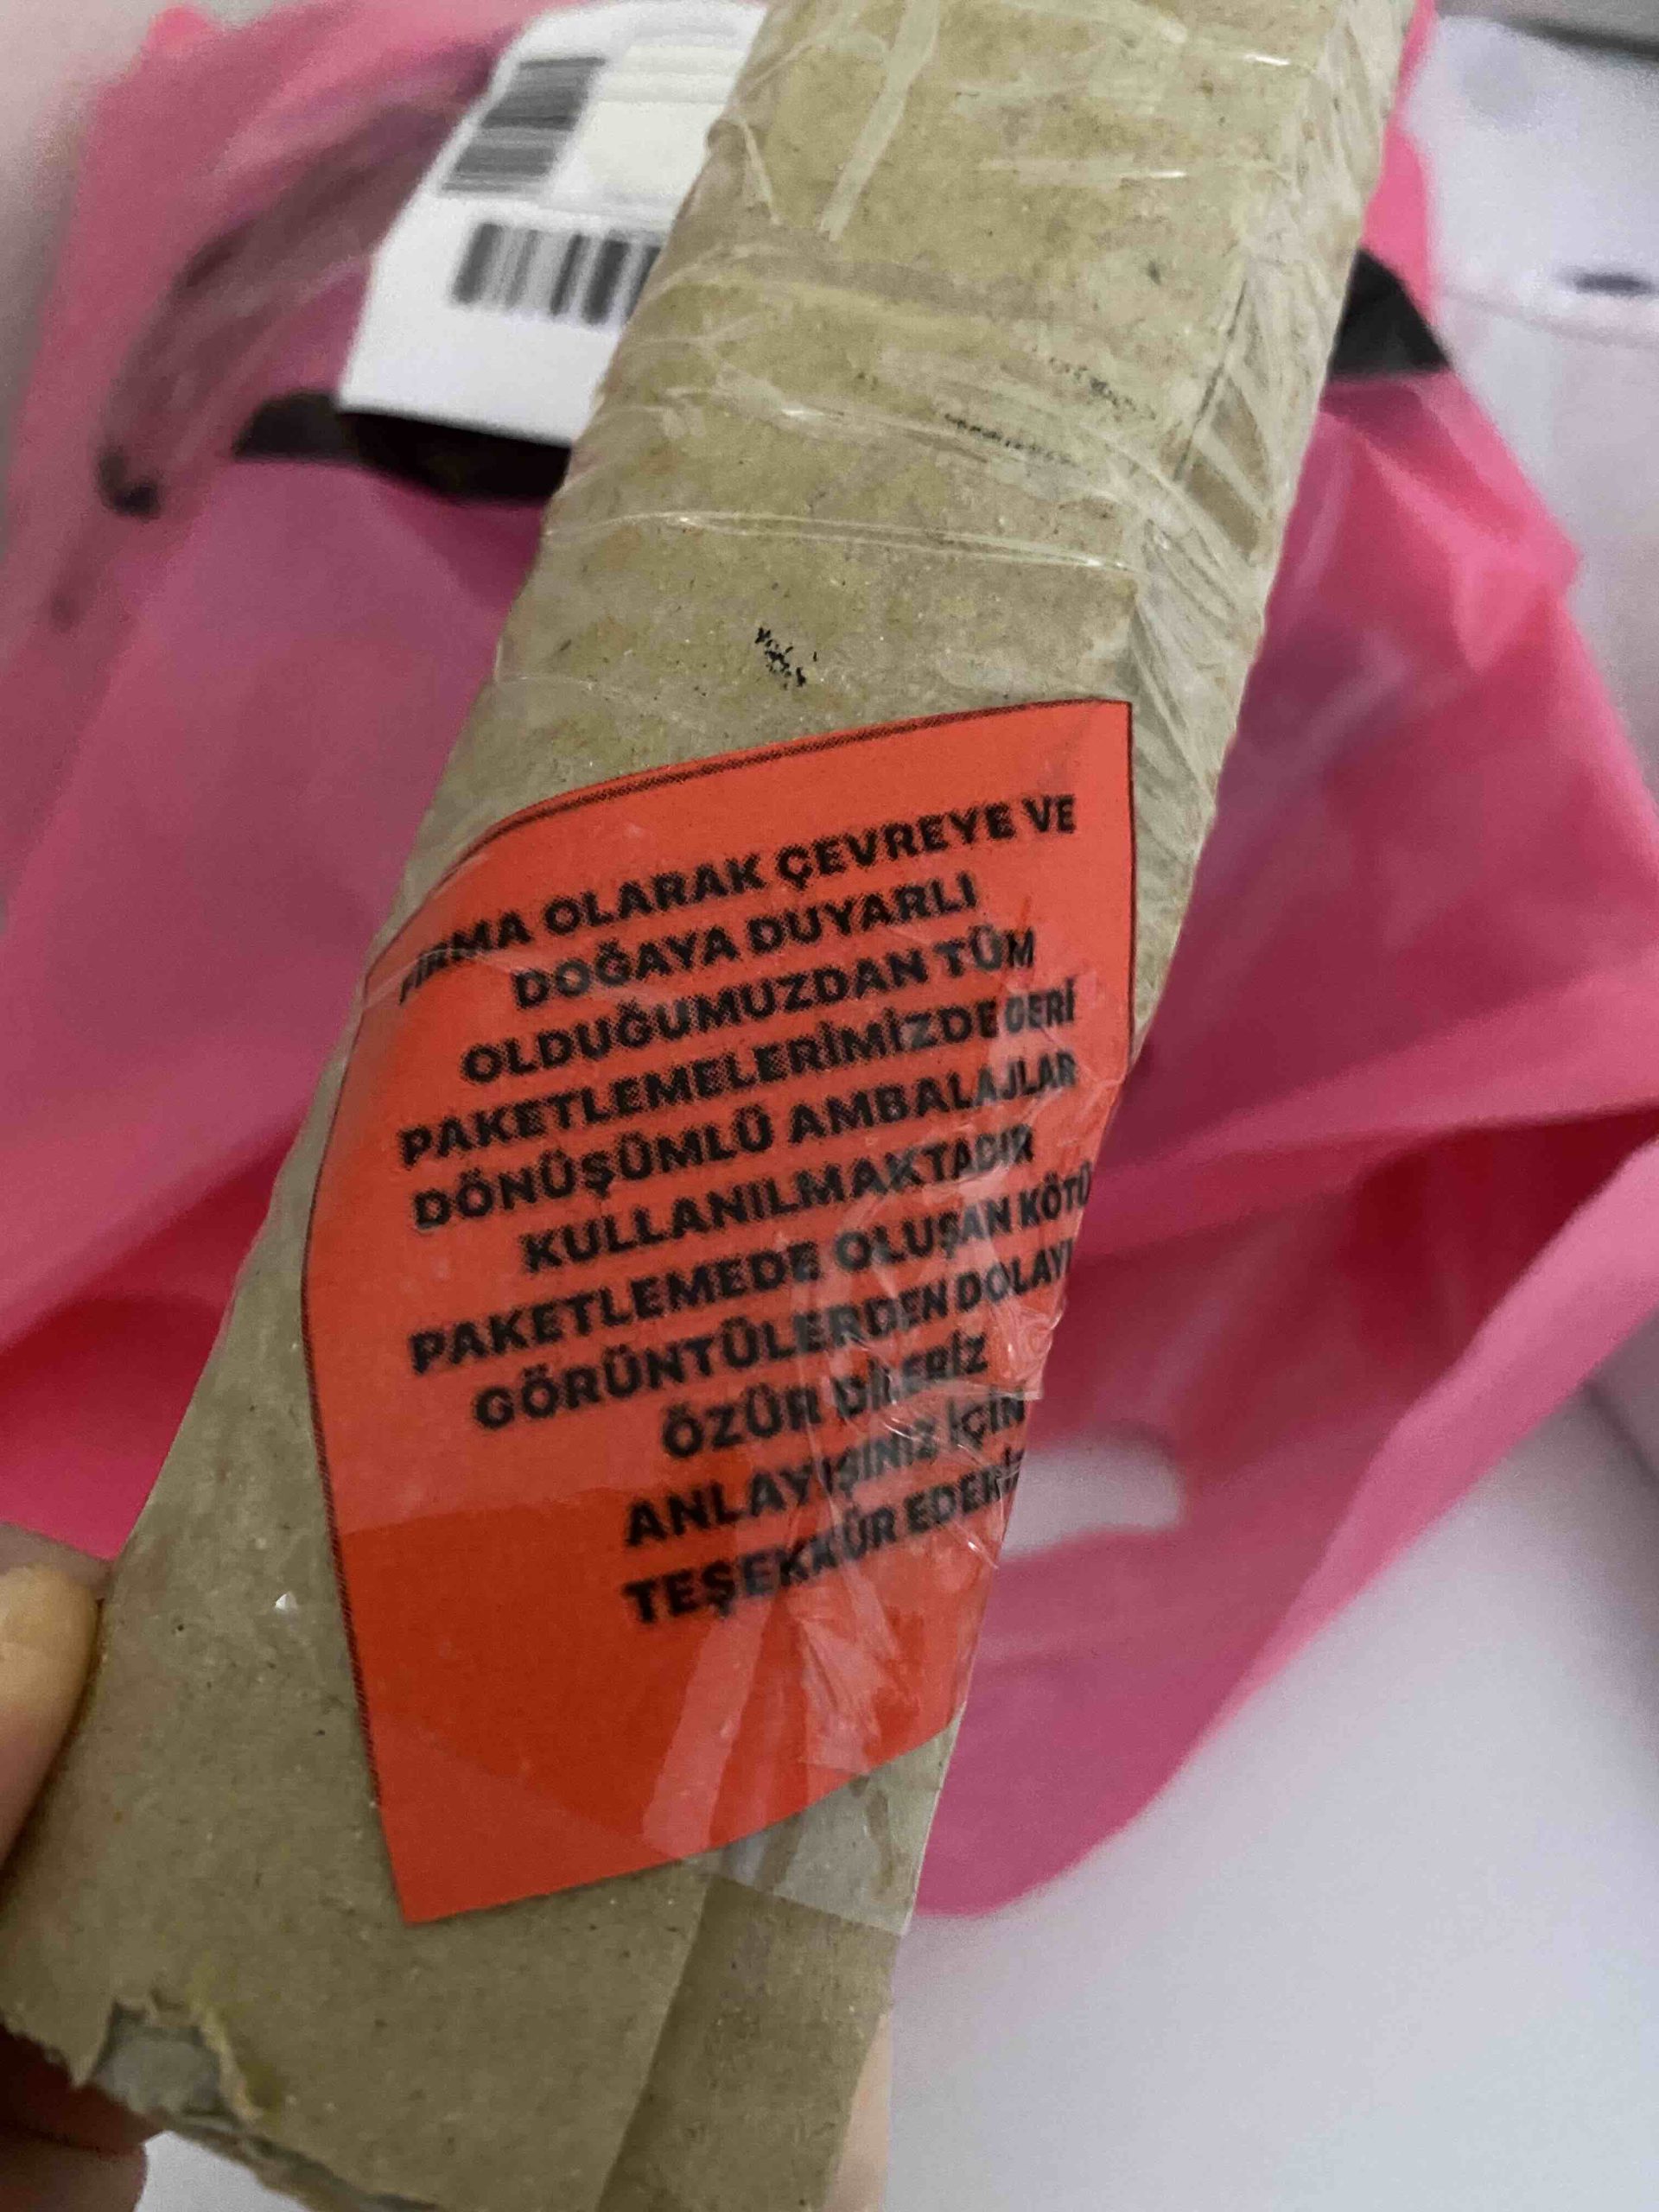 FİRMA OLARAK ÇEVREYE VE
DOĞAYA DUYARLI
OLDUĞUMUZDAN TÜM
PAKETLEMELERİMİZDE GERİ
DÖNÜŞÜMLÜ AMBALAJLAR
KULLANILMAKTADIR
PAKETLEMEDE OLUŞAN KÖTÜ
GÖRÜNTÜLERDEN DOLAYI
ÖZÜR DİLERİZ
ANLAYIŞINIZ İÇİN
TEŞEKKÜR EDERİZ